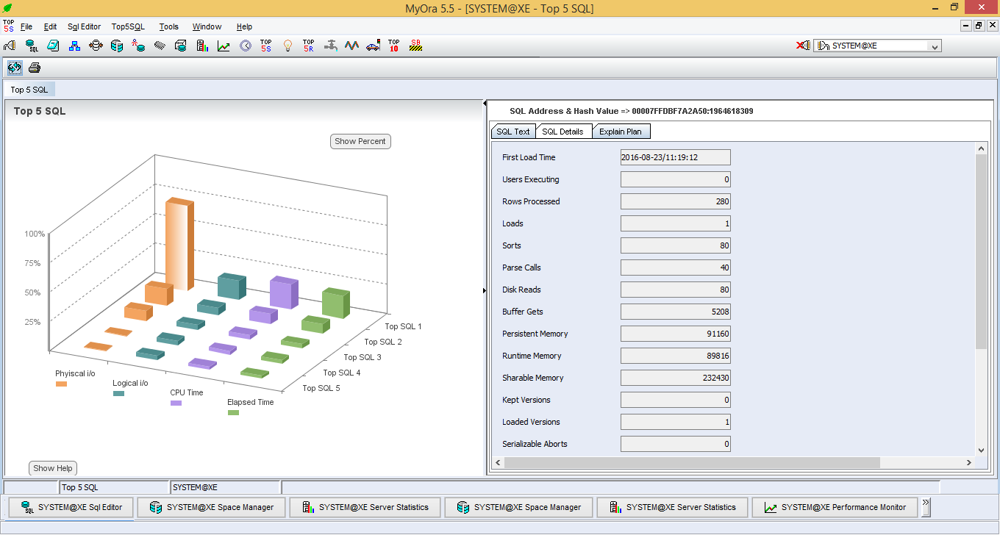 MyOra 5.5 - [SYSTEM@XE - Top 5 SQL]
TOP 5S File Edit Sql Editor Top5SQL Tools Window Help
SQL TOP 5S TOP 5R TOP 10 SB SYSTEM@XE
Top 5 SQL
Top 5 SQL
Show Percent
100%
75%
50%
25%
Top SQL 1
Top SQL 2
Top SQL 3
Top SQL 4
Top SQL 5
Phyiscal i/o
Logical i/o
CPU Time
Elapsed Time
Show Help
SQL Address & Hash Value => 00007FFDBF7A2A50:1964618309
SQL Text SQL Details Explain Plan
First Load Time 2016-08-23/11:19:12
Users Executing 0
Rows Processed 280
Loads 1
Sorts 80
Parse Calls 40
Disk Reads 80
Buffer Gets 5208
Persistent Memory 91160
Runtime Memory 89816
Sharable Memory 232430
Kept Versions 0
Loaded Versions 1
Serializable Aborts 0
Top 5 SQL SYSTEM@XE
SQL SYSTEM@XE Sql Editor SYSTEM@XE Space Manager SYSTEM@XE Server Statistics SYSTEM@XE Space Manager SYSTEM@XE Server Statistics SYSTEM@XE Performance Monitor